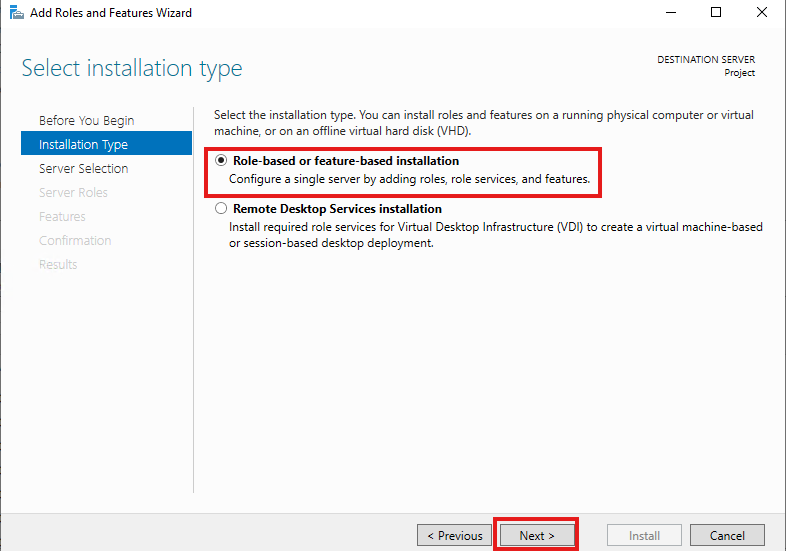 Add Roles and Features Wizard
Select installation type
DESTINATION SERVER
Project
Before You Begin
Installation Type
Server Selection
Server Roles
Features
Confirmation
Results
Select the installation type. You can install roles and features on a running physical computer or virtual
machine, or on an offline virtual hard disk (VHD).
Role-based or feature-based installation
Configure a single server by adding roles, role services, and features.
Remote Desktop Services installation
Install required role services for Virtual Desktop Infrastructure (VDI) to create a virtual machine-based
or session-based desktop deployment.
< Previous
Next >
Install
Cancel